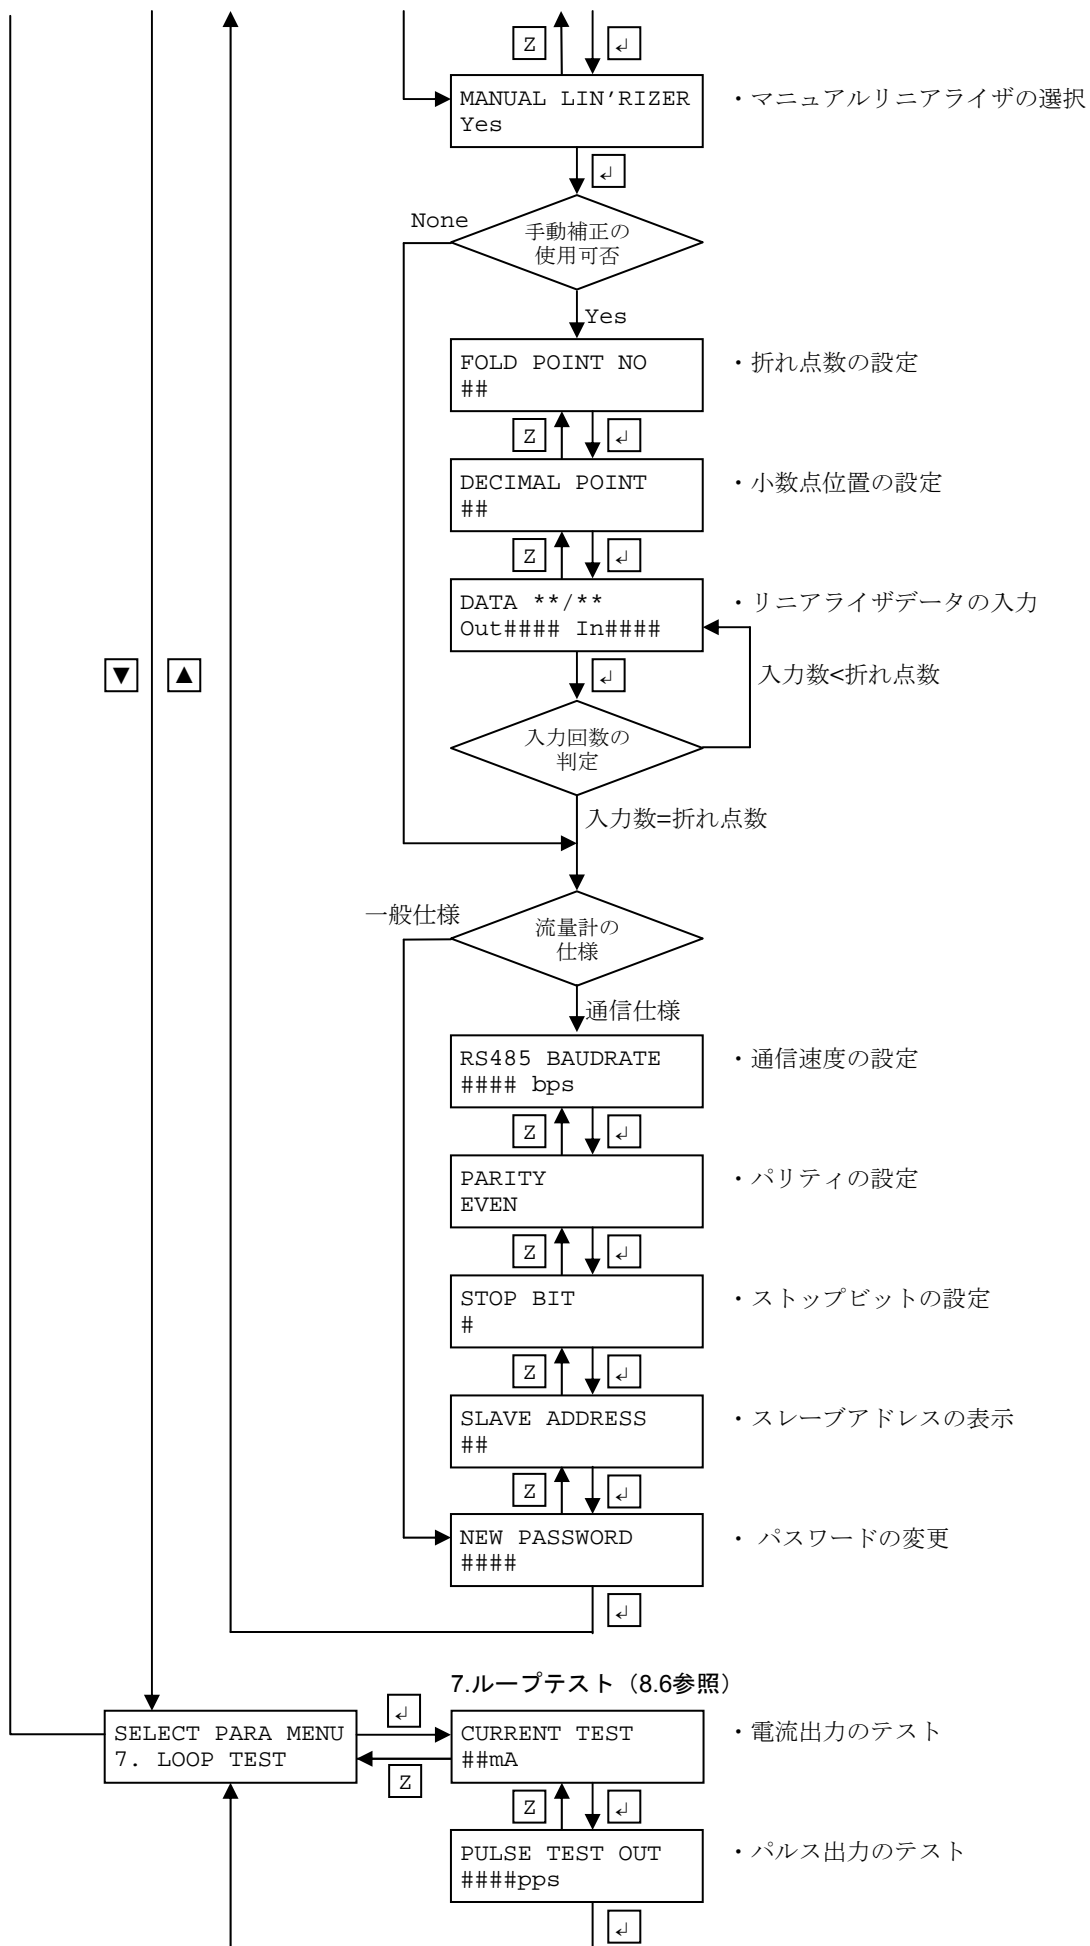 Z ↵
MANUAL LIN'RIZER
Yes
・マニュアルリニアライザの選択
↵
None
手動補正の
使用可否
Yes
FOLD POINT NO
##
・折れ点数の設定
Z ↵
DECIMAL POINT
##
・小数点位置の設定
Z ↵
DATA **/**
Out#### In####
・リニアライザデータの入力
▼ ▲
↵
入力数<折れ点数
入力回数の
判定
入力数=折れ点数
一般仕様
流量計の
仕様
通信仕様
RS485 BAUDRATE
#### bps
・通信速度の設定
Z ↵
PARITY
EVEN
・パリティの設定
Z ↵
STOP BIT
#
・ストップビットの設定
Z ↵
SLAVE ADDRESS
##
・スレーブアドレスの表示
Z ↵
NEW PASSWORD
####
・ パスワードの変更
↵
7.ループテスト（8.6参照）
SELECT PARA MENU
7. LOOP TEST
↵
Z
CURRENT TEST
##mA
・電流出力のテスト
Z ↵
PULSE TEST OUT
####pps
・パルス出力のテスト
↵